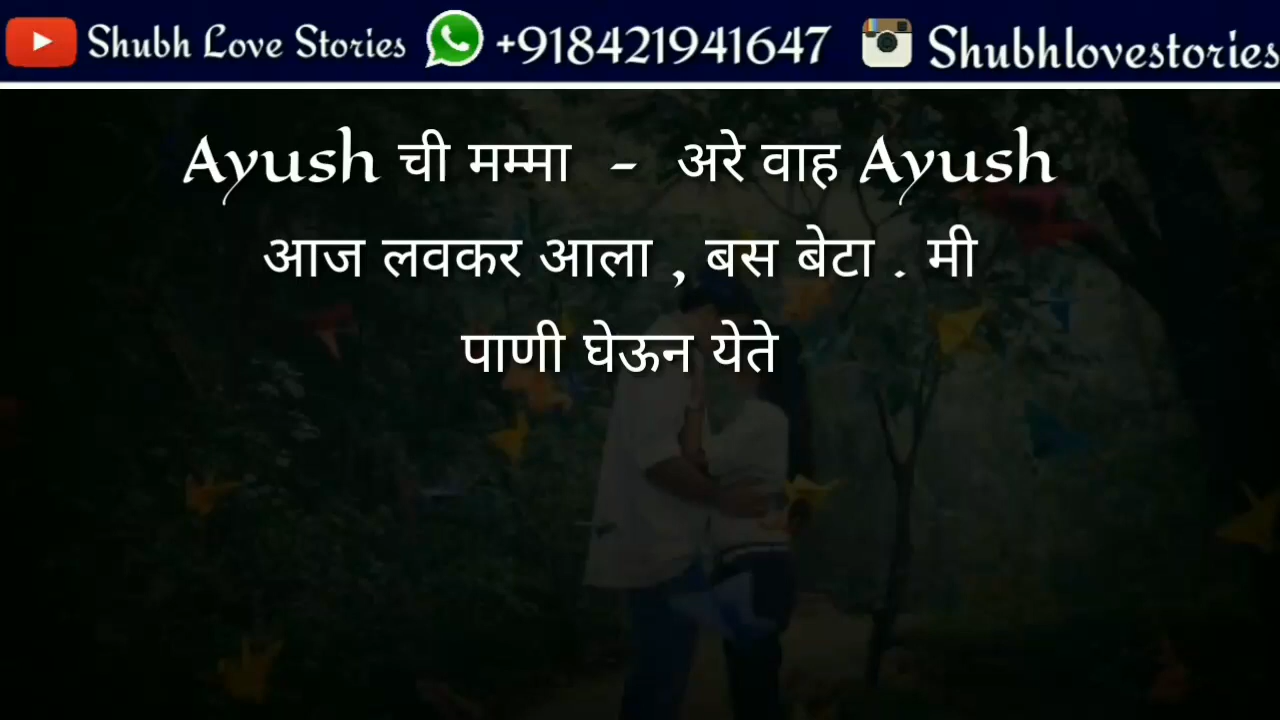 Shubh Love Stories +918421941647 Shubhlovestories
Ayush ची मम्मा - अरे वाह Ayush
आज लवकर आला , बस बेटा . मी
पाणी घेऊन येते